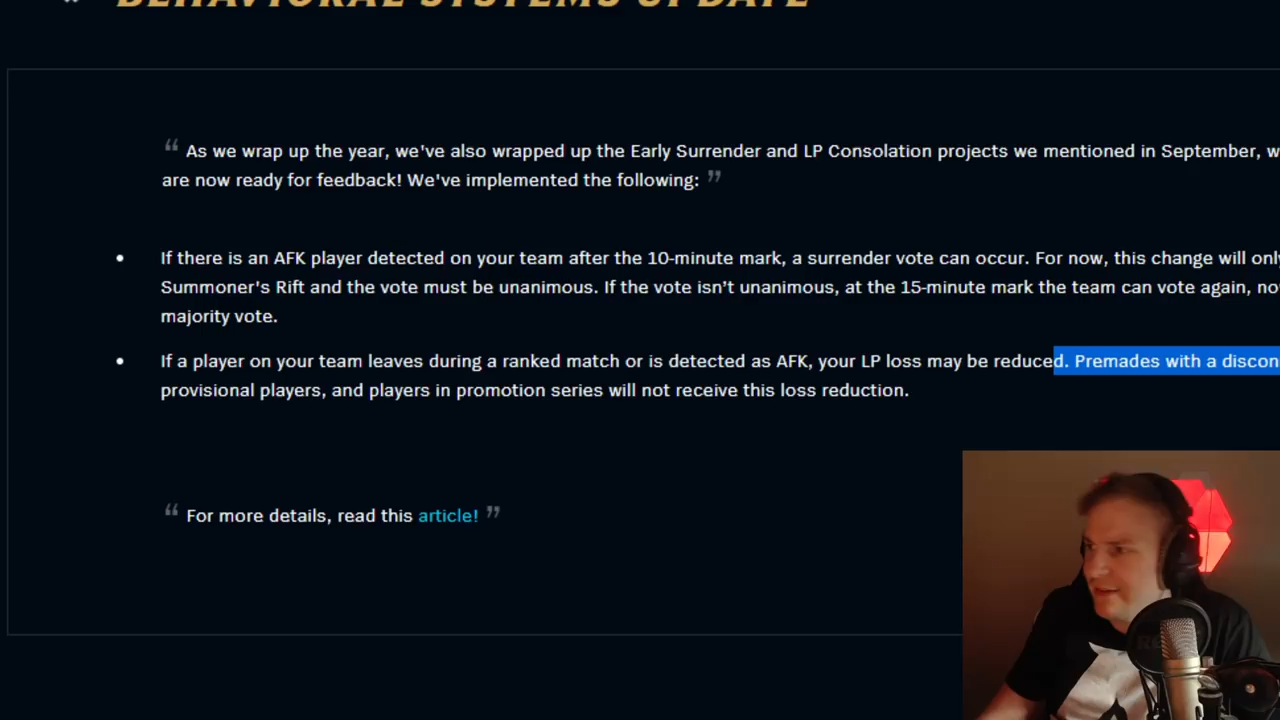 BEHAVIORAL SYSTEMS UPDATE
“ As we wrap up the year, we've also wrapped up the Early Surrender and LP Consolation projects we mentioned in September, w
are now ready for feedback! We've implemented the following: ”
• If there is an AFK player detected on your team after the 10-minute mark, a surrender vote can occur. For now, this change will only
Summoner's Rift and the vote must be unanimous. If the vote isn’t unanimous, at the 15-minute mark the team can vote again, no
majority vote.
• If a player on your team leaves during a ranked match or is detected as AFK, your LP loss may be reduced. Premades with a discon
provisional players, and players in promotion series will not receive this loss reduction.
“ For more details, read this article! ”